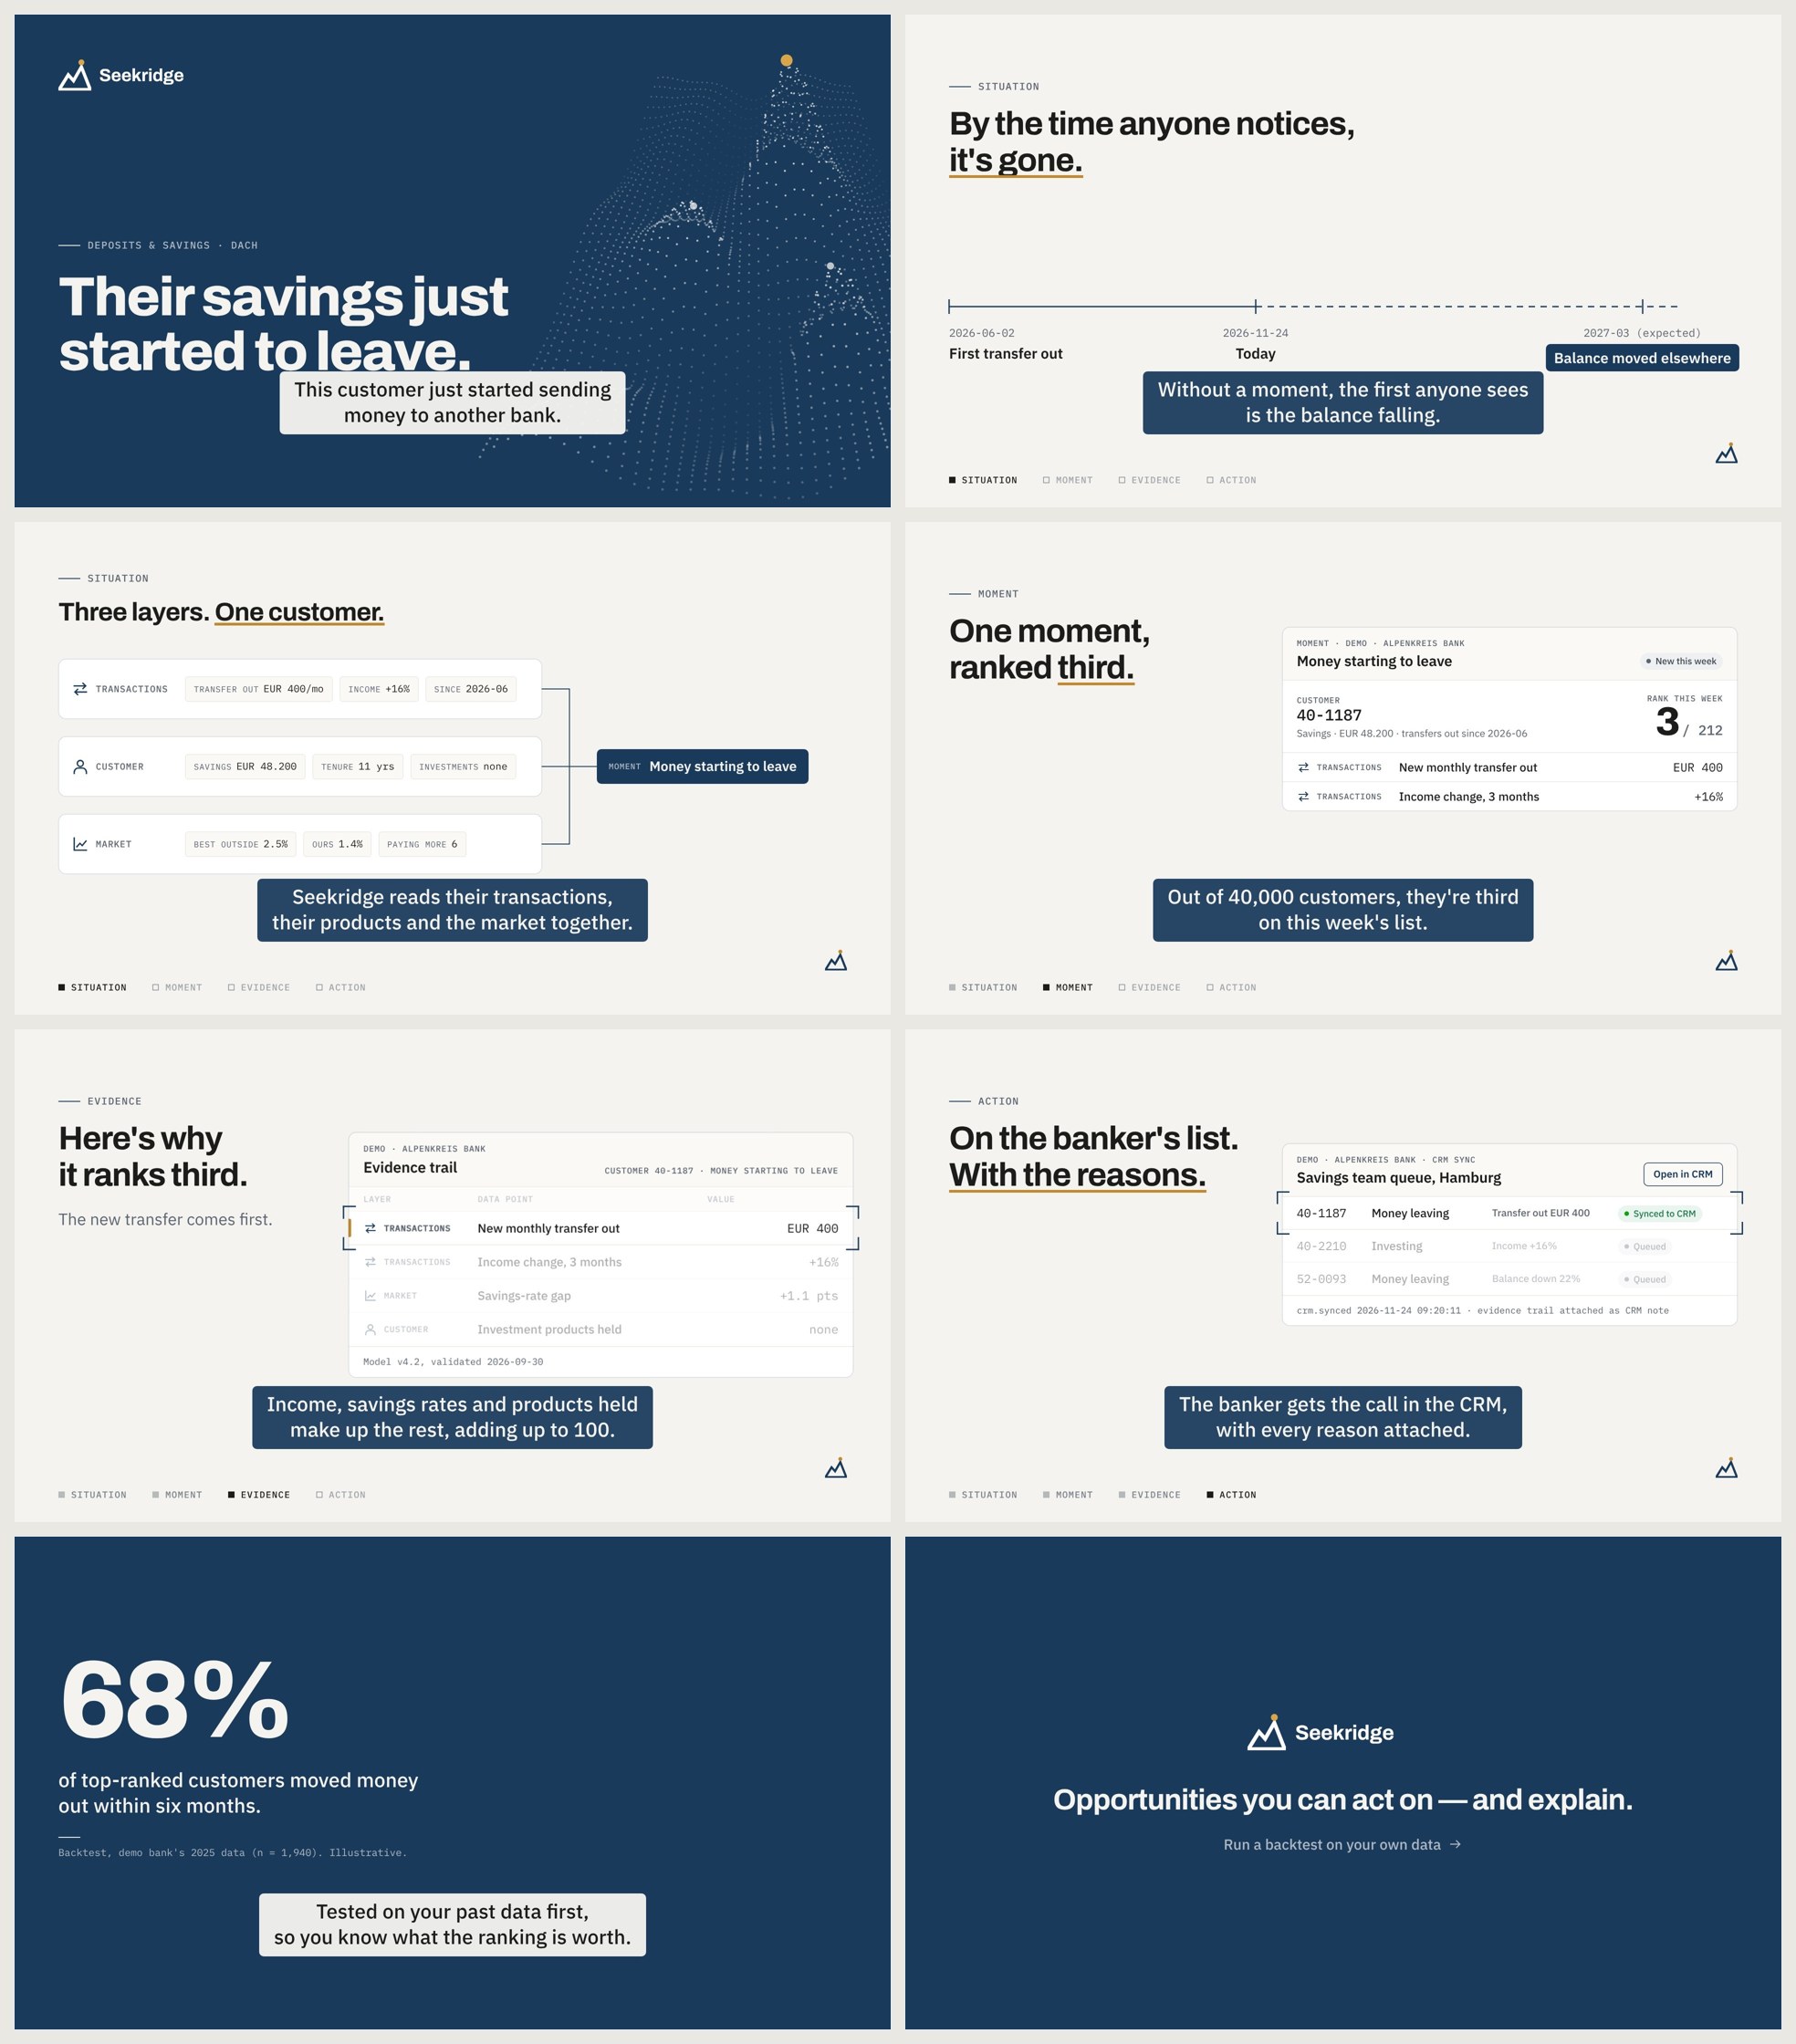 Seekridge
DEPOSITS & SAVINGS · DACH
Their savings just
started to leave.
This customer just started sending
money to another bank.
SITUATION
By the time anyone notices,
it's gone.
2026-06-02
First transfer out
2026-11-24
Today
2027-03 (expected)
Balance moved elsewhere
Without a moment, the first anyone sees
is the balance falling.
SITUATION MOMENT EVIDENCE ACTION
SITUATION
Three layers. One customer.
TRANSACTIONS TRANSFER OUT EUR 400/mo INCOME +16% SINCE 2026-06
CUSTOMER SAVINGS EUR 48.200 TENURE 11 yrs INVESTMENTS none
MOMENT Money starting to leave
MARKET BEST OUTSIDE 2.5% OURS 1.4% PAYING MORE 6
Seekridge reads their transactions,
their products and the market together.
SITUATION MOMENT EVIDENCE ACTION
MOMENT
One moment,
ranked third.
MOMENT · DEMO · ALPENKREIS BANK
Money starting to leave
New this week
CUSTOMER
40-1187
Savings · EUR 48.200 · transfers out since 2026-06
RANK THIS WEEK
3 / 212
TRANSACTIONS New monthly transfer out EUR 400
TRANSACTIONS Income change, 3 months +16%
Out of 40,000 customers, they're third
on this week's list.
SITUATION MOMENT EVIDENCE ACTION
EVIDENCE
Here's why
it ranks third.
The new transfer comes first.
DEMO · ALPENKREIS BANK
Evidence trail
CUSTOMER 40-1187 · MONEY STARTING TO LEAVE
LAYER DATA POINT VALUE
TRANSACTIONS New monthly transfer out EUR 400
TRANSACTIONS Income change, 3 months +16%
MARKET Savings-rate gap +1.1 pts
CUSTOMER Investment products held none
Model v4.2, validated 2026-09-30
Income, savings rates and products held
make up the rest, adding up to 100.
SITUATION MOMENT EVIDENCE ACTION
ACTION
On the banker's list.
With the reasons.
DEMO · ALPENKREIS BANK · CRM SYNC
Savings team queue, Hamburg
Open in CRM
40-1187 Money leaving Transfer out EUR 400 Synced to CRM
40-2210 Investing Income +16% Queued
52-0093 Money leaving Balance down 22% Queued
crm.synced 2026-11-24 09:20:11 · evidence trail attached as CRM note
The banker gets the call in the CRM,
with every reason attached.
SITUATION MOMENT EVIDENCE ACTION
68%
of top-ranked customers moved money
out within six months.
Backtest, demo bank's 2025 data (n = 1,940). Illustrative.
Tested on your past data first,
so you know what the ranking is worth.
Seekridge
Opportunities you can act on — and explain.
Run a backtest on your own data →